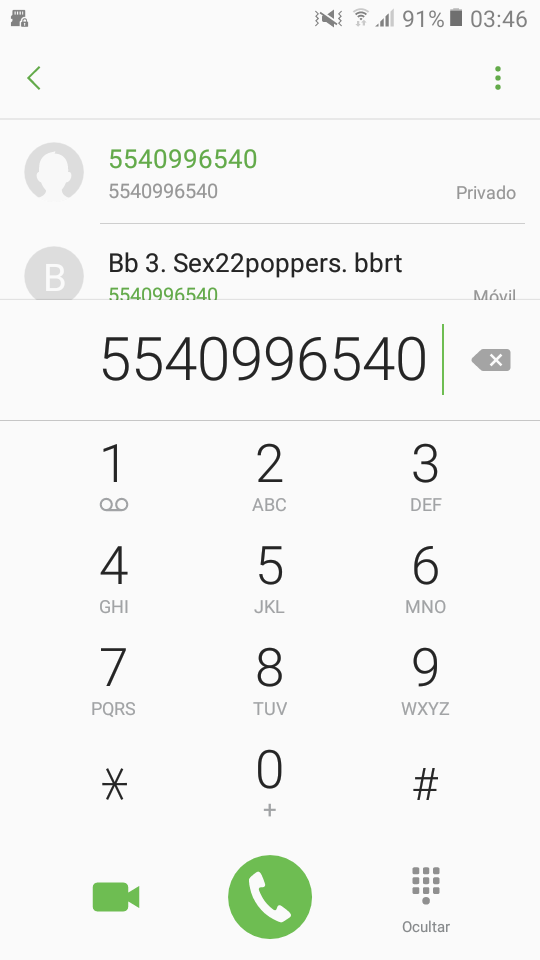 91% 03:46
5540996540
5540996540 Privado
Bb 3. Sex22poppers. bbrt
5540996540 Móvil
5540996540
1 2 3
ABC DEF
4 5 6
GHI JKL MNO
7 8 9
PQRS TUV WXYZ
* 0 #
+
Ocultar
B